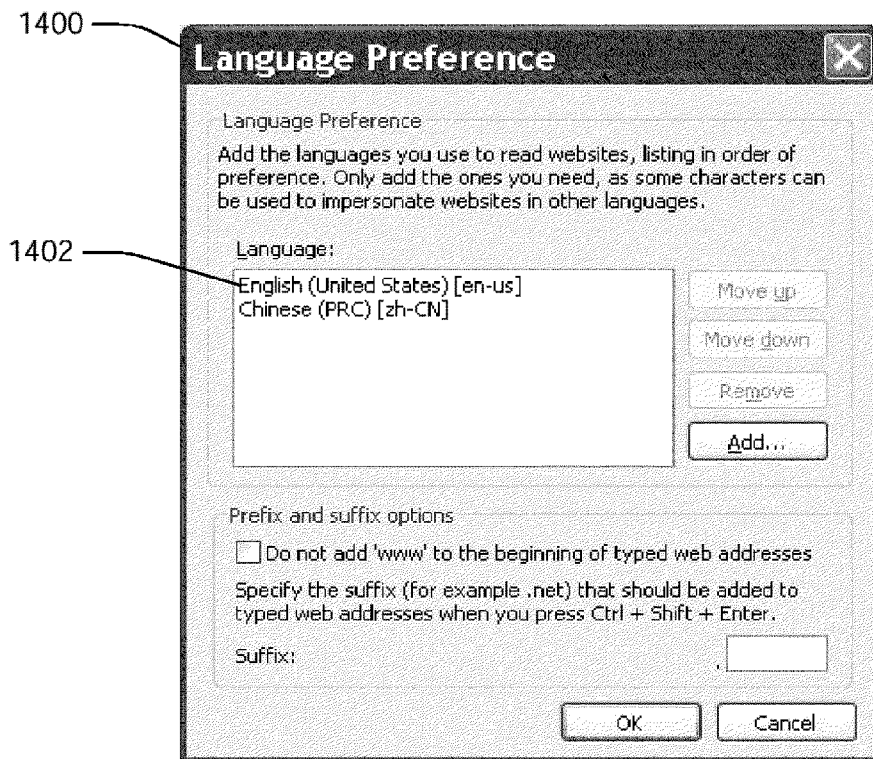 1400
Language Preference
Language Preference
Add the languages you use to read websites, listing in order of
preference. Only add the ones you need, as some characters can
be used to impersonate websites in other languages.
1402
Language:
English (United States) [en-us]
Chinese (PRC) [zh-CN]
Move up
Move down
Remove
Add...
Prefix and suffix options
Do not add 'www' to the beginning of typed web addresses
Specify the suffix (for example .net) that should be added to
typed web addresses when you press Ctrl + Shift + Enter.
Suffix: .
OK Cancel